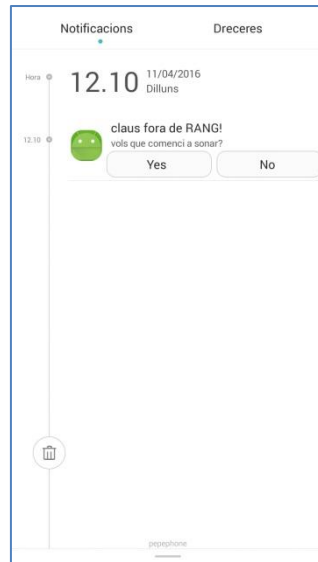 Notificacions Dreceres
Hora 12.10 11/04/2016
Dilluns
12.10 claus fora de RANG!
vols que comenci a sonar?
Yes No
pepephone